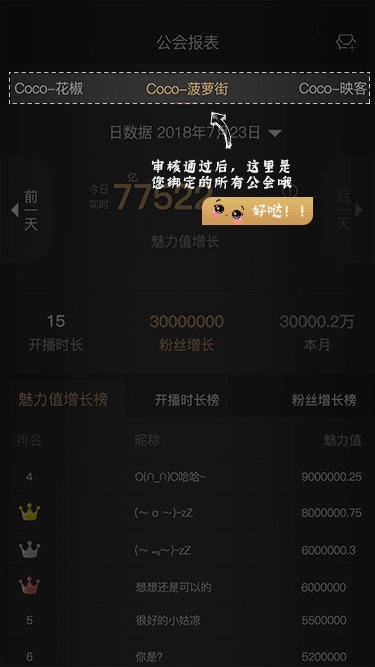 公会报表
Coco-花椒 Coco-菠萝街 Coco-映客
日数据 2018年7月23日
审核通过后，这里是
您绑定的所有公会哦
好哒！！
前一天
后一天
今日实时
亿
77522
魅力值增长
15 30000000 30000.2万
开播时长 粉丝增长 本月
魅力值增长榜 开播时长榜 粉丝增长榜
排名 昵称 魅力值
4 O(∩_∩)O哈哈~ 9000000.25
(～ o ～)~zZ 8000000.75
(～ ﹃ ～)~zZ 6000000.3
想想还是可以的 6000000
5 很好的小姑凉 5500000
6 你是? 5200000